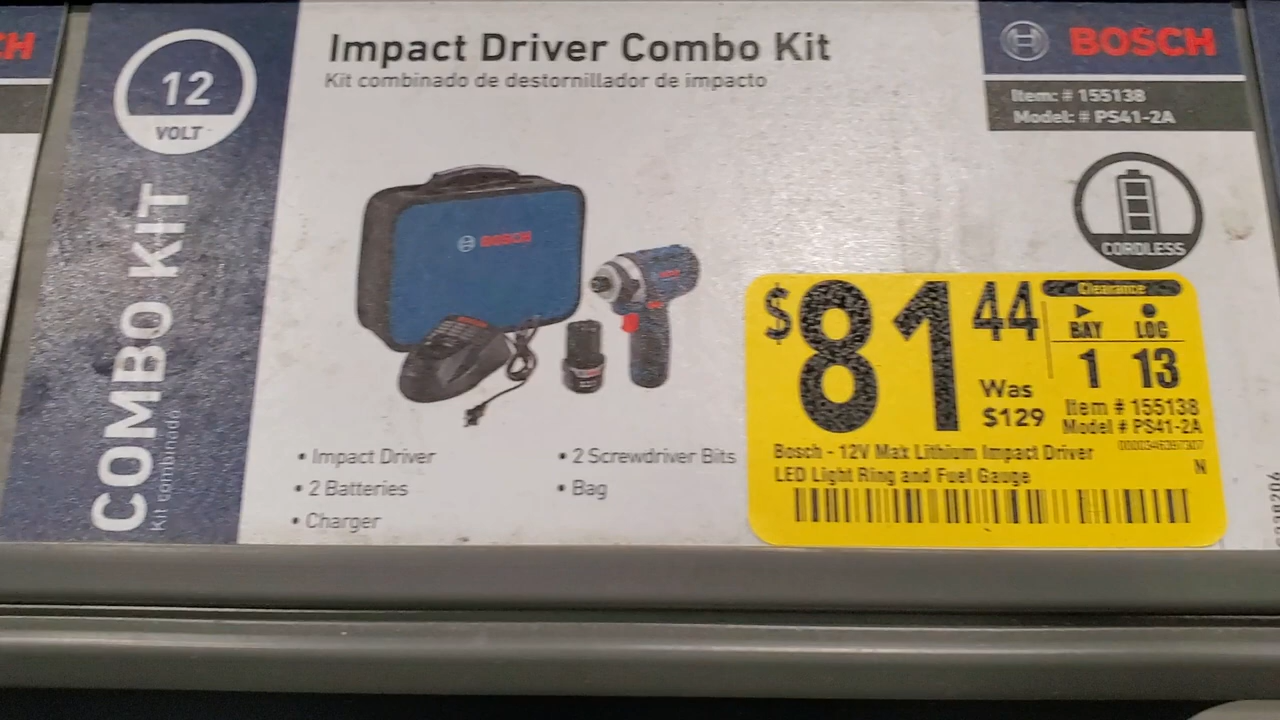 CH
12
VOLT
COMBO KIT
Kit combinado
Impact Driver Combo Kit
Kit combinado de destornillador de impacto
BOSCH
Item: # 155138
Model: # PS41-2A
CORDLESS
BOSCH
• Impact Driver
• 2 Batteries
• Charger
• 2 Screwdriver Bits
• Bag
$81.44
Was
$129
Clearance
BAY LOC
1 13
Item # 155138
Model # PS41-2A
Bosch - 12V Max Lithium Impact Driver
LED Light Ring and Fuel Gauge
N